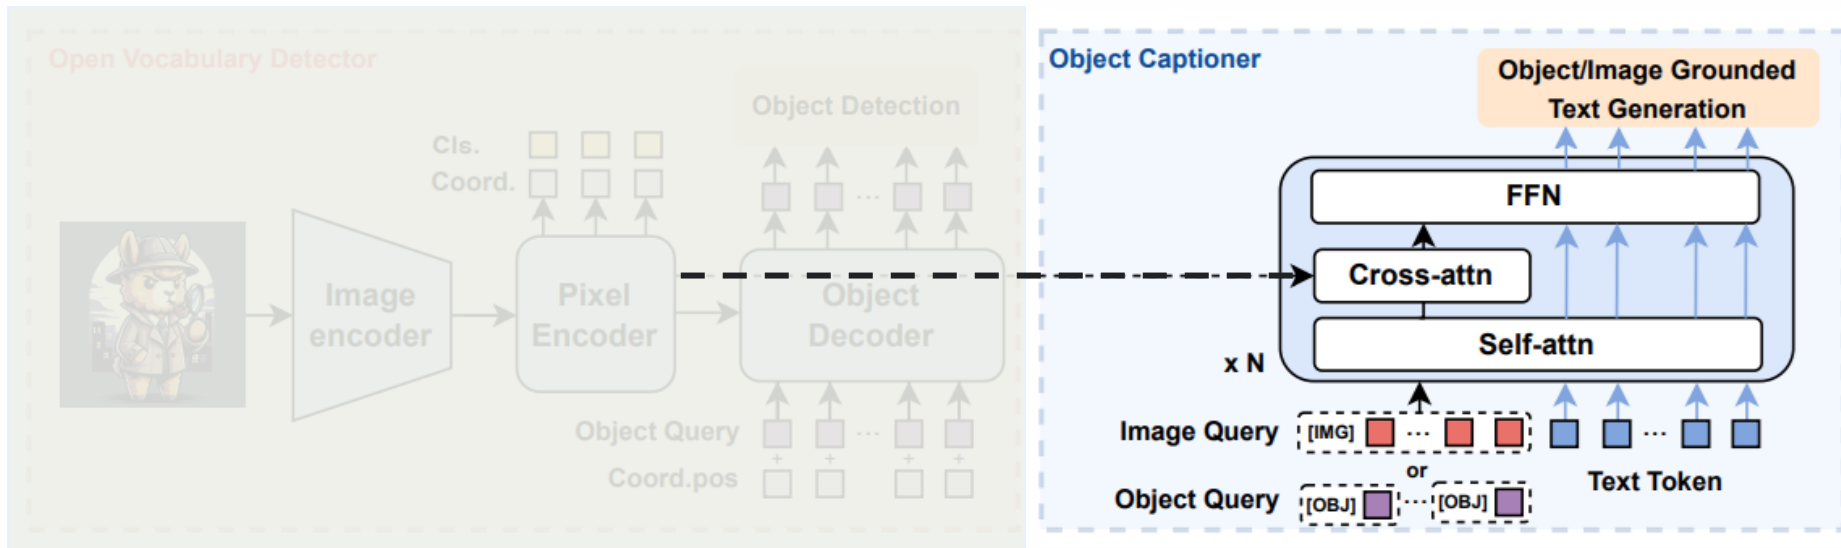 Open Vocabulary Detector
Object Detection
Cls.
Coord.
...
Image
encoder
Pixel
Encoder
Object
Decoder
Object Query
...
Coord.pos
+ + + +
Object Captioner
Object/Image Grounded
Text Generation
FFN
Cross-attn
Self-attn
x N
Image Query
[IMG] ...
...
or
Object Query
[OBJ] ... [OBJ]
Text Token